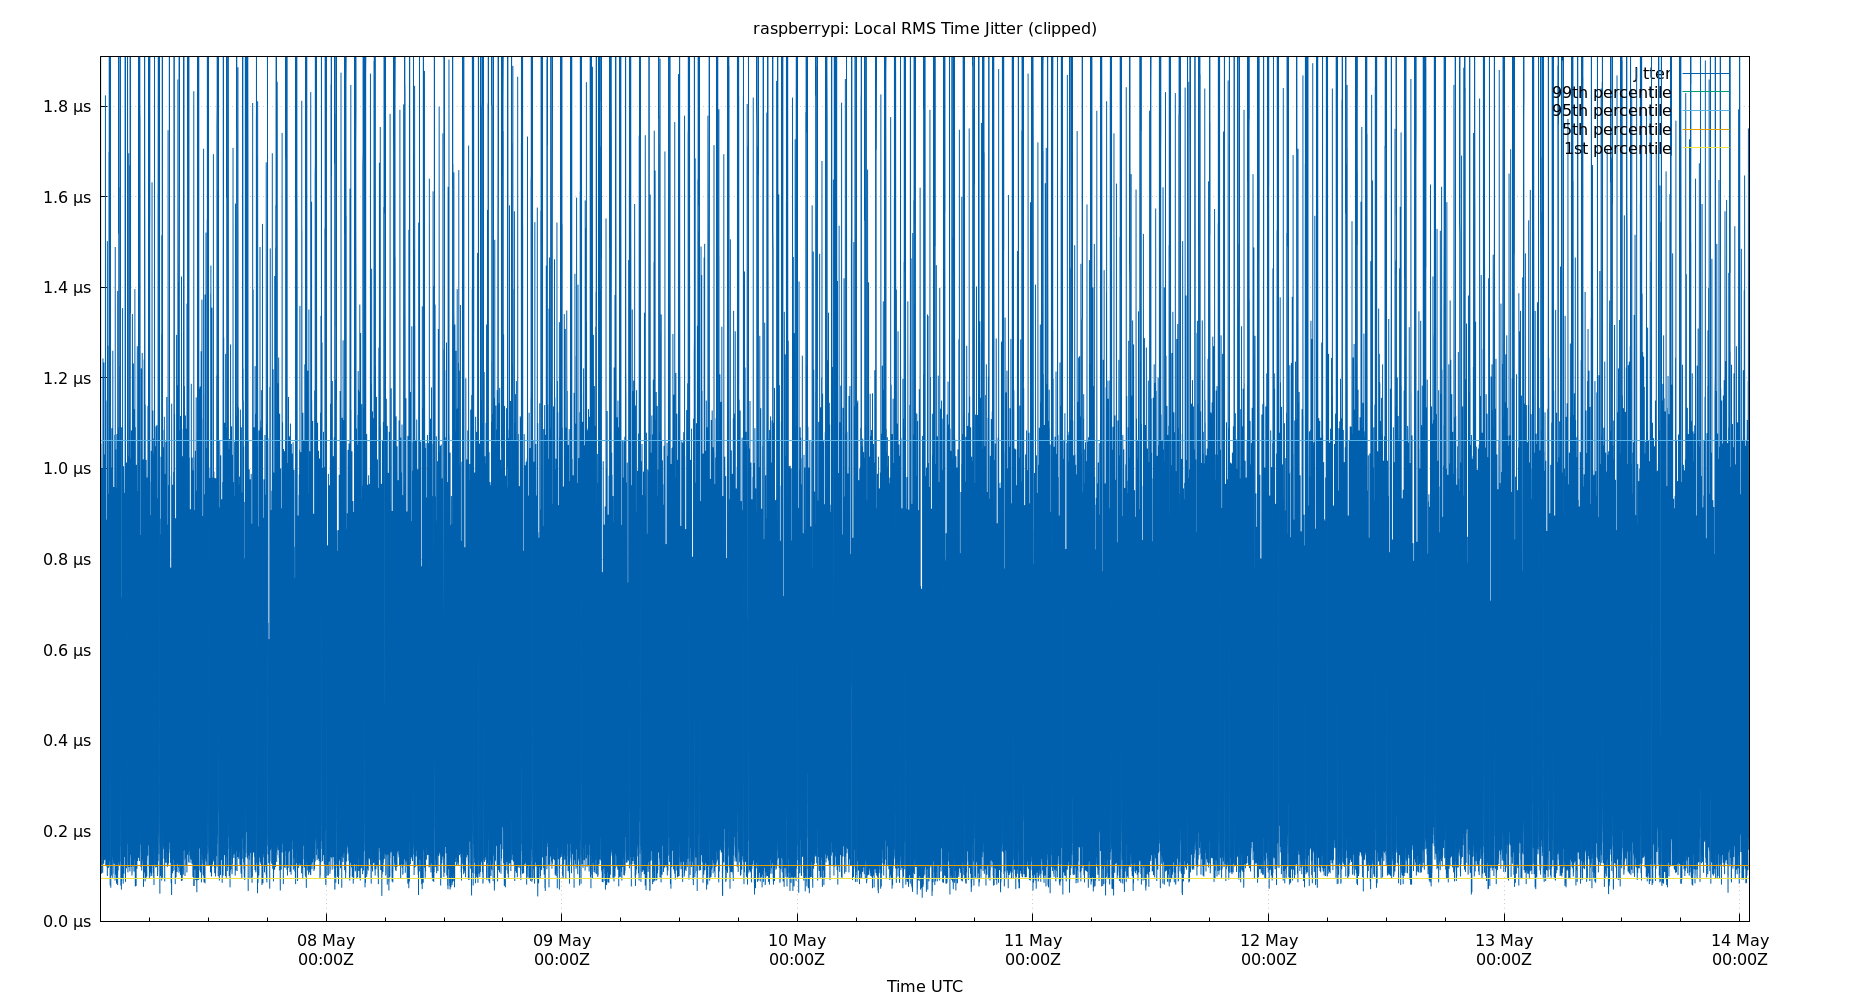 raspberrypi: Local RMS Time Jitter (clipped)
Jitter
99th percentile
95th percentile
5th percentile
1st percentile
1.8 µs
1.6 µs
1.4 µs
1.2 µs
1.0 µs
0.8 µs
0.6 µs
0.4 µs
0.2 µs
0.0 µs
08 May 09 May 10 May 11 May 12 May 13 May 14 May
00:00Z 00:00Z 00:00Z 00:00Z 00:00Z 00:00Z 00:00Z
Time UTC